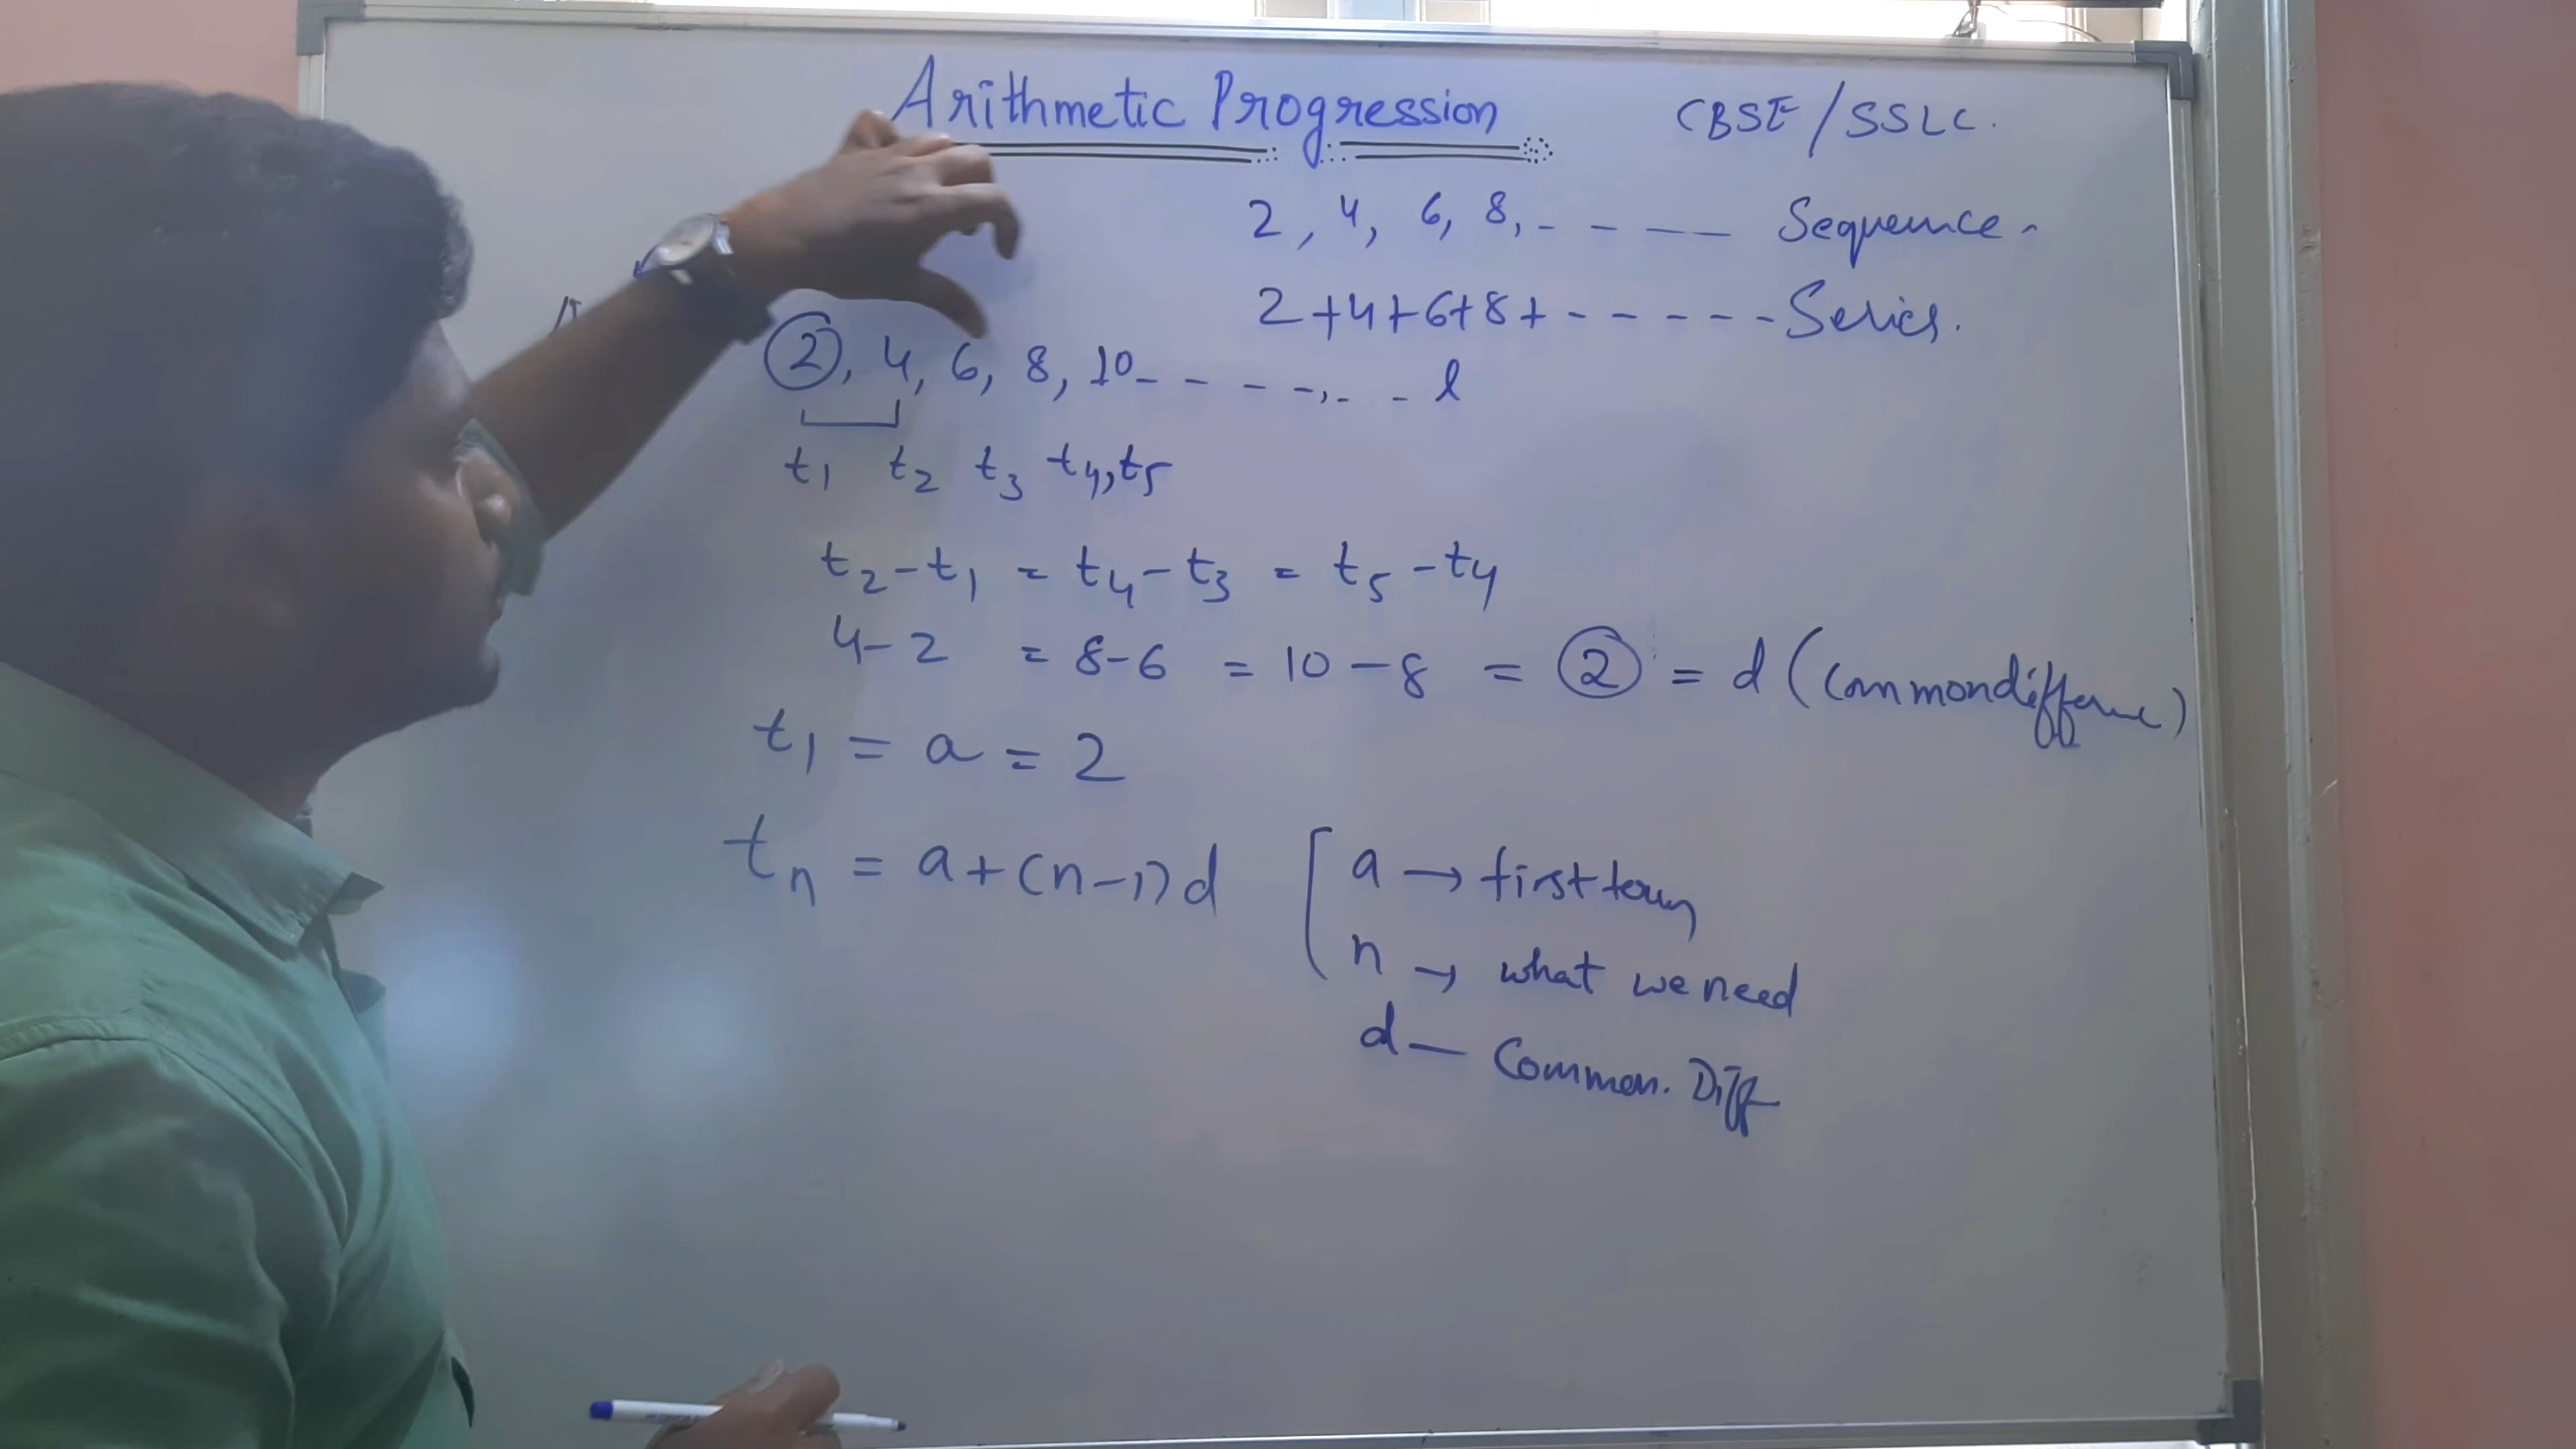 Arithmetic Progression
CBSE/SSLC.
2, 4, 6, 8, - - - - Sequence
2+4+6+8+ - - - - - - Series.
2, 4, 6, 8, 10 - - - - , - - l
t1 t2 t3 t4, t5
t2-t1 = t4-t3 = t5-t4
4-2 = 8-6 = 10-8 = 2 = d (common difference)
t1 = a = 2
tn = a+(n-1)d
a → first term
n → what we need
d — Common. Diff